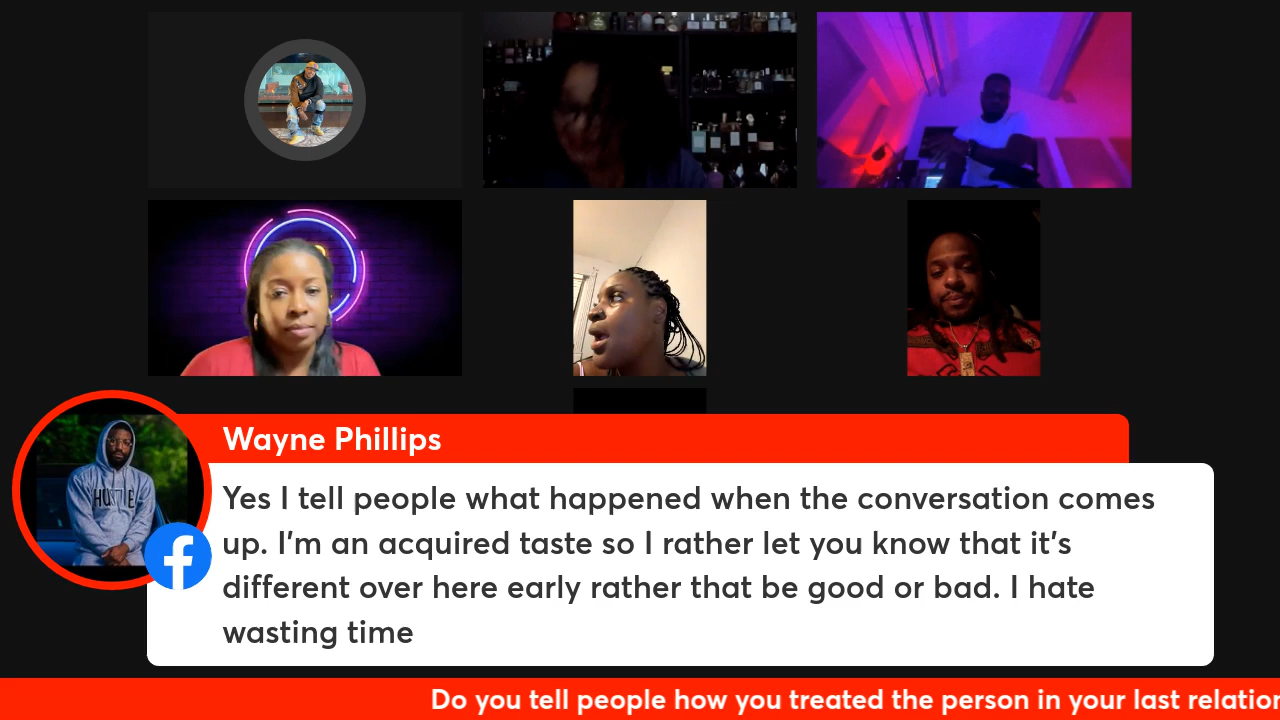 HUSTLE
Wayne Phillips
Yes I tell people what happened when the conversation comes
up. I'm an acquired taste so I rather let you know that it's
different over here early rather that be good or bad. I hate
wasting time
Do you tell people how you treated the person in your last relation